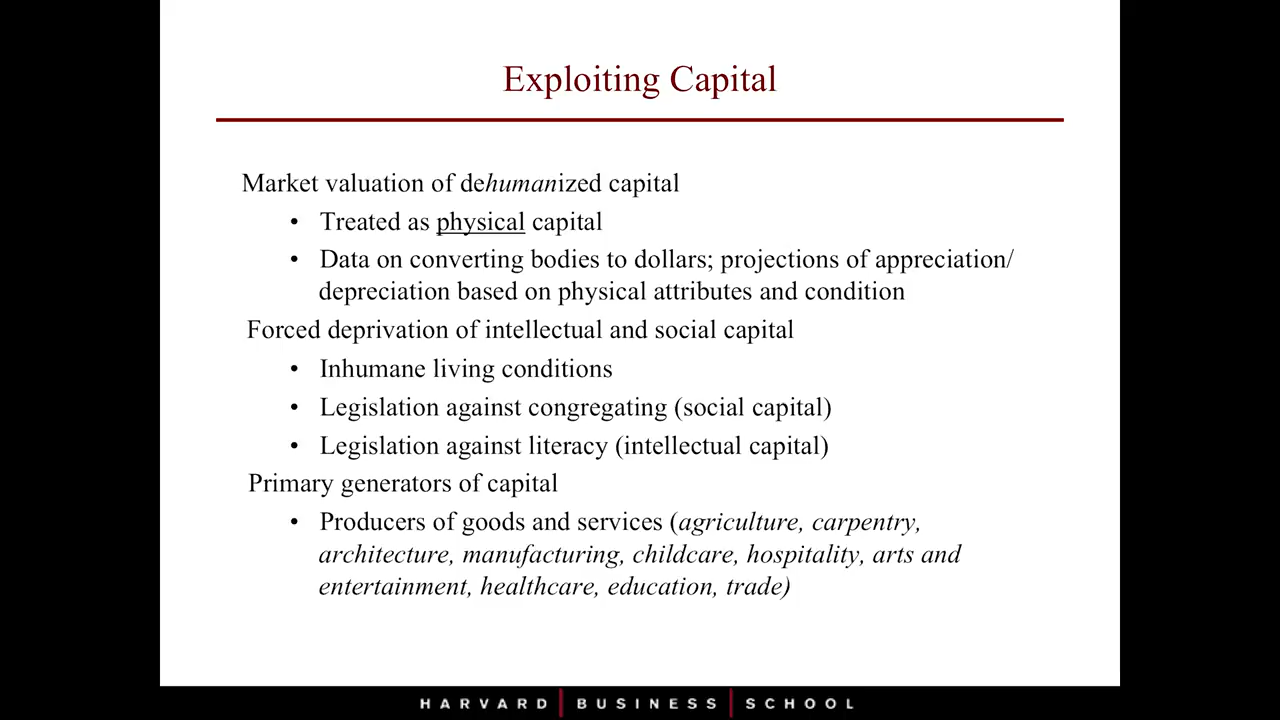 Exploiting Capital
Market valuation of dehumanized capital
• Treated as physical capital
• Data on converting bodies to dollars; projections of appreciation/
depreciation based on physical attributes and condition
Forced deprivation of intellectual and social capital
• Inhumane living conditions
• Legislation against congregating (social capital)
• Legislation against literacy (intellectual capital)
Primary generators of capital
• Producers of goods and services (agriculture, carpentry,
architecture, manufacturing, childcare, hospitality, arts and
entertainment, healthcare, education, trade)
HARVARD | BUSINESS | SCHOOL